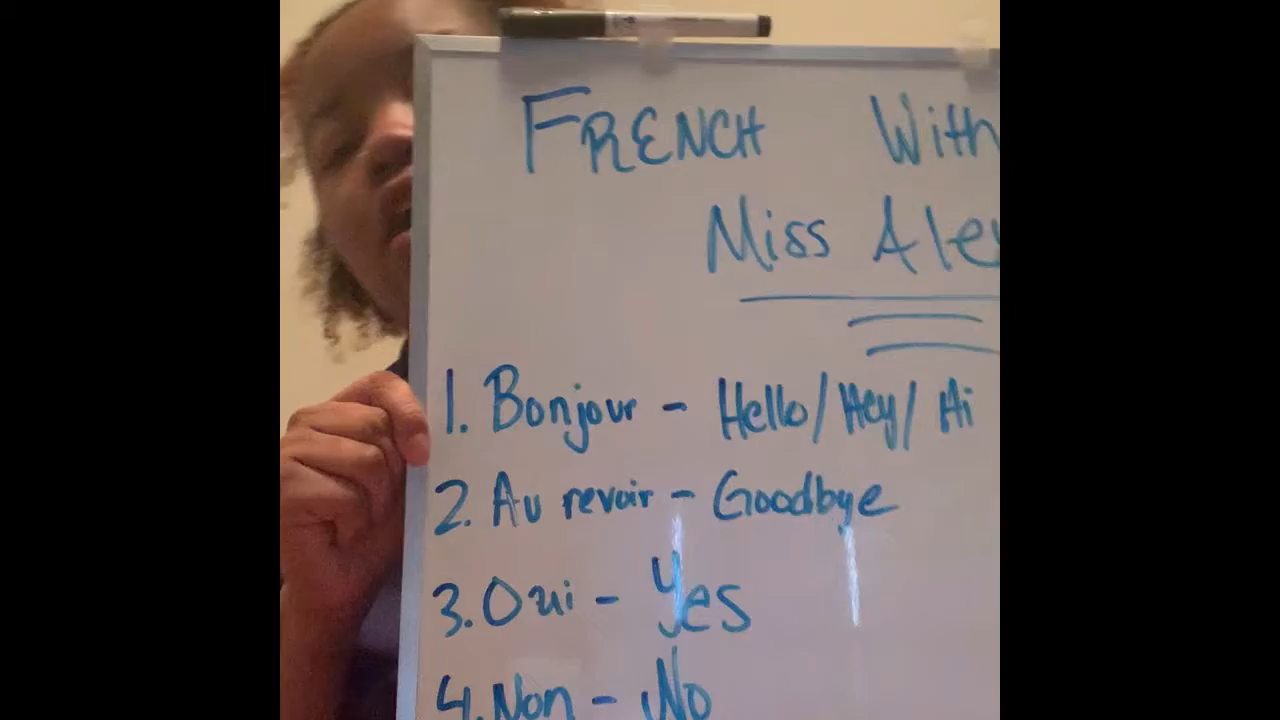 FRENCH With
Miss Ale
1. Bonjour - Hello/Hey/Hi
2. Au revoir - Goodbye
3. Oui - Yes
4. Non - No